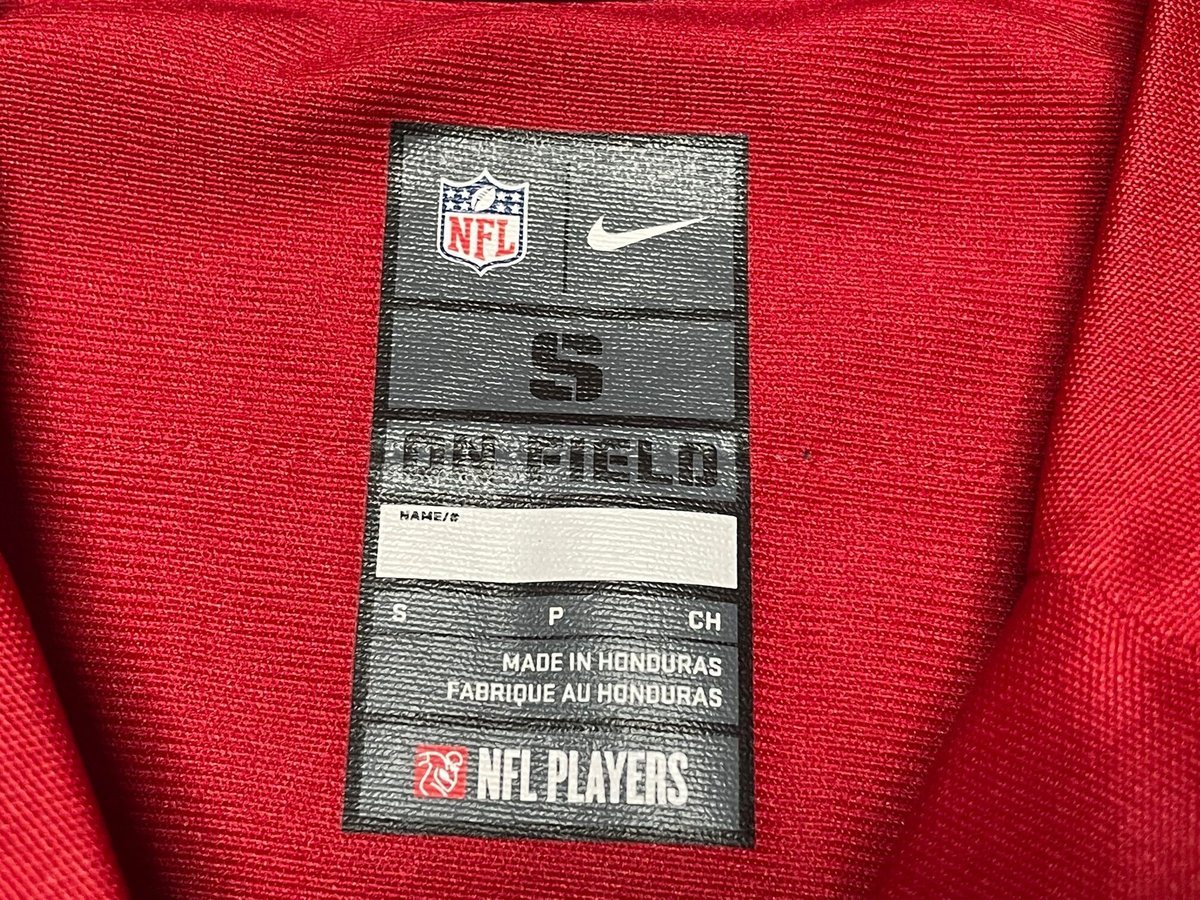 NFL
S
ON FIELD
NAME/#
S P CH
MADE IN HONDURAS
FABRIQUE AU HONDURAS
NFL PLAYERS